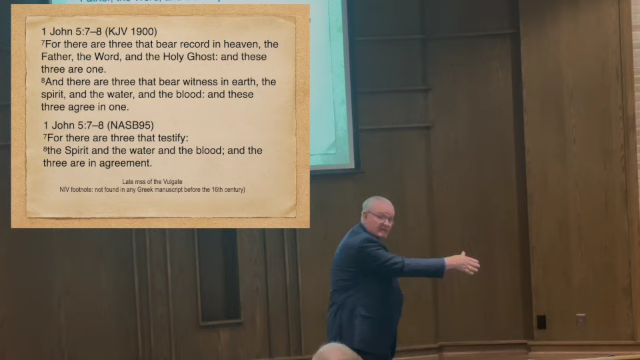 1 John 5:7–8 (KJV 1900)
⁷For there are three that bear record in heaven, the
Father, the Word, and the Holy Ghost: and these
three are one.
⁸And there are three that bear witness in earth, the
spirit, and the water, and the blood: and these
three agree in one.
1 John 5:7–8 (NASB95)
⁷For there are three that testify:
⁸the Spirit and the water and the blood; and the
three are in agreement.
Late mss of the Vulgate
NIV footnote: not found in any Greek manuscript before the 16th century)